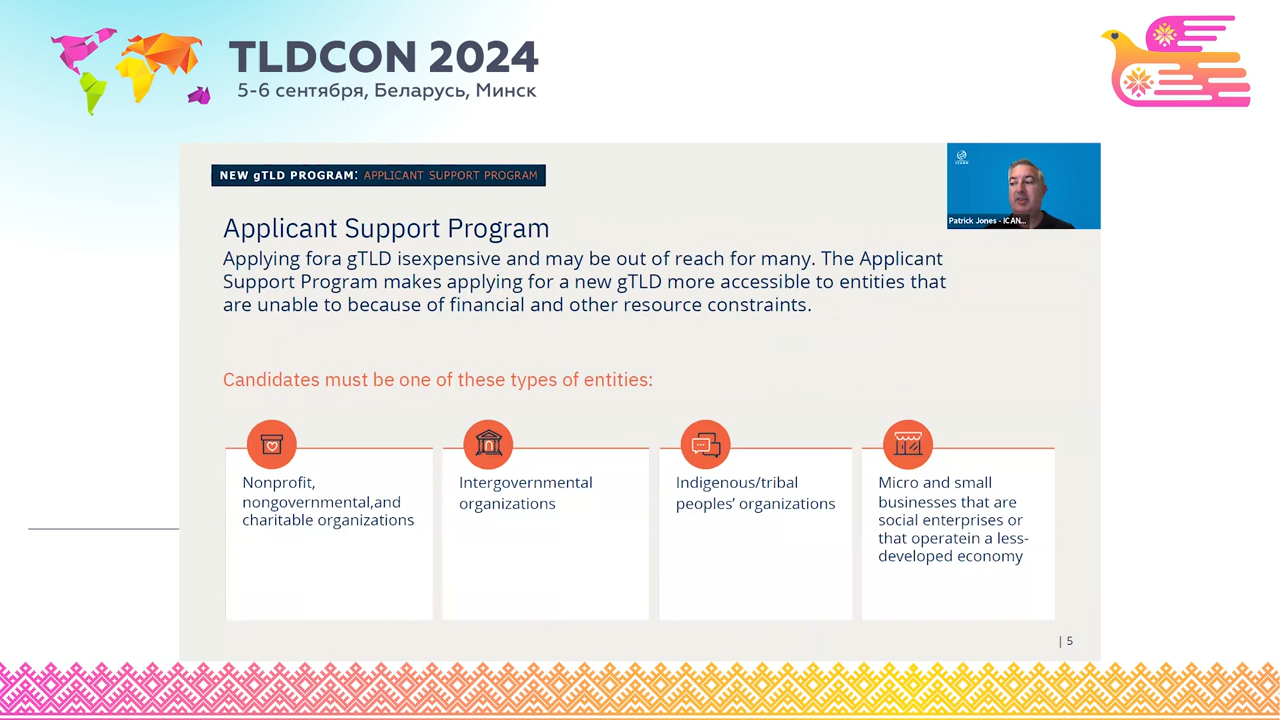 TLDCON 2024
5-6 сентября, Беларусь, Минск
NEW gTLD PROGRAM: APPLICANT SUPPORT PROGRAM
ICANN
Patrick Jones - ICAN...
Applicant Support Program
Applying fora gTLD isexpensive and may be out of reach for many. The Applicant
Support Program makes applying for a new gTLD more accessible to entities that
are unable to because of financial and other resource constraints.
Candidates must be one of these types of entities:
Nonprofit,
nongovernmental,and
charitable organizations
Intergovernmental
organizations
Indigenous/tribal
peoples’ organizations
Micro and small
businesses that are
social enterprises or
that operatein a less-
developed economy
| 5